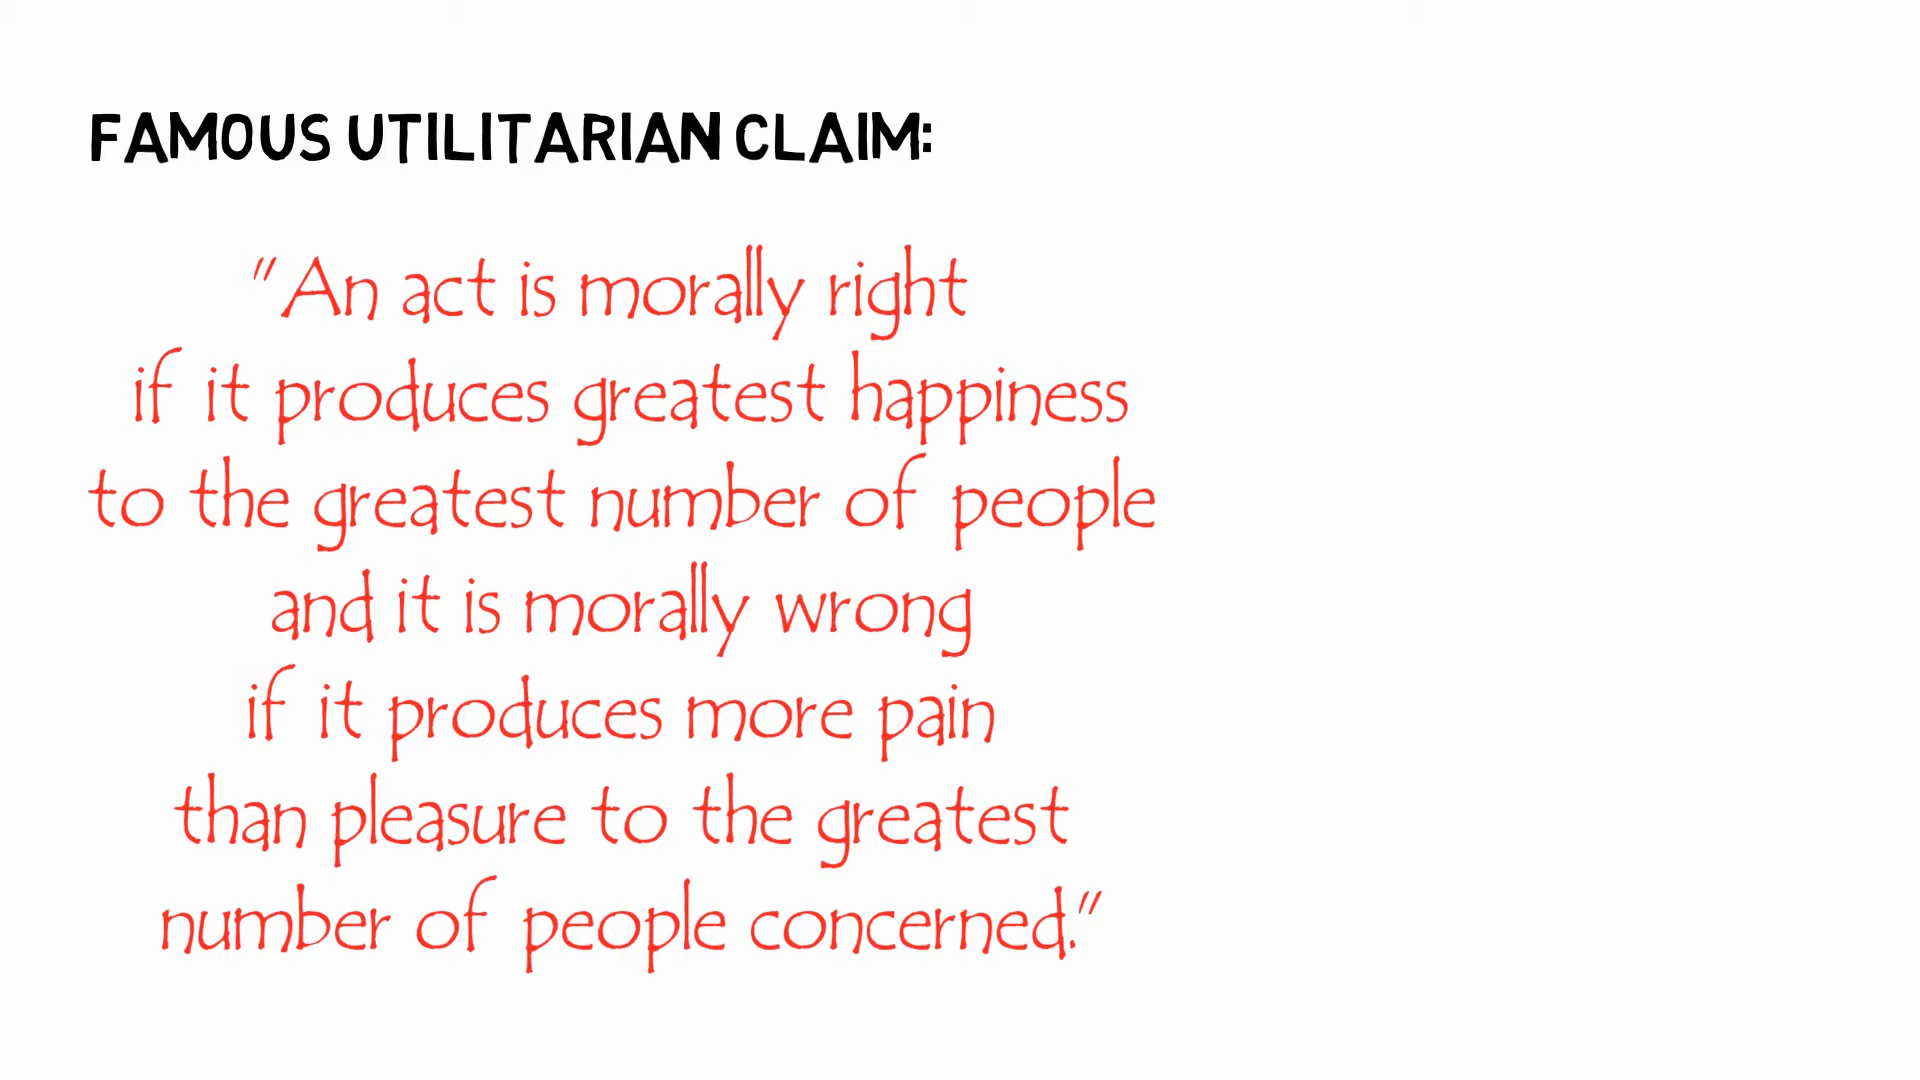 FAMOUS UTILITARIAN CLAIM:
"An act is morally right
if it produces greatest happiness
to the greatest number of people
and it is morally wrong
if it produces more pain
than pleasure to the greatest
number of people concerned."